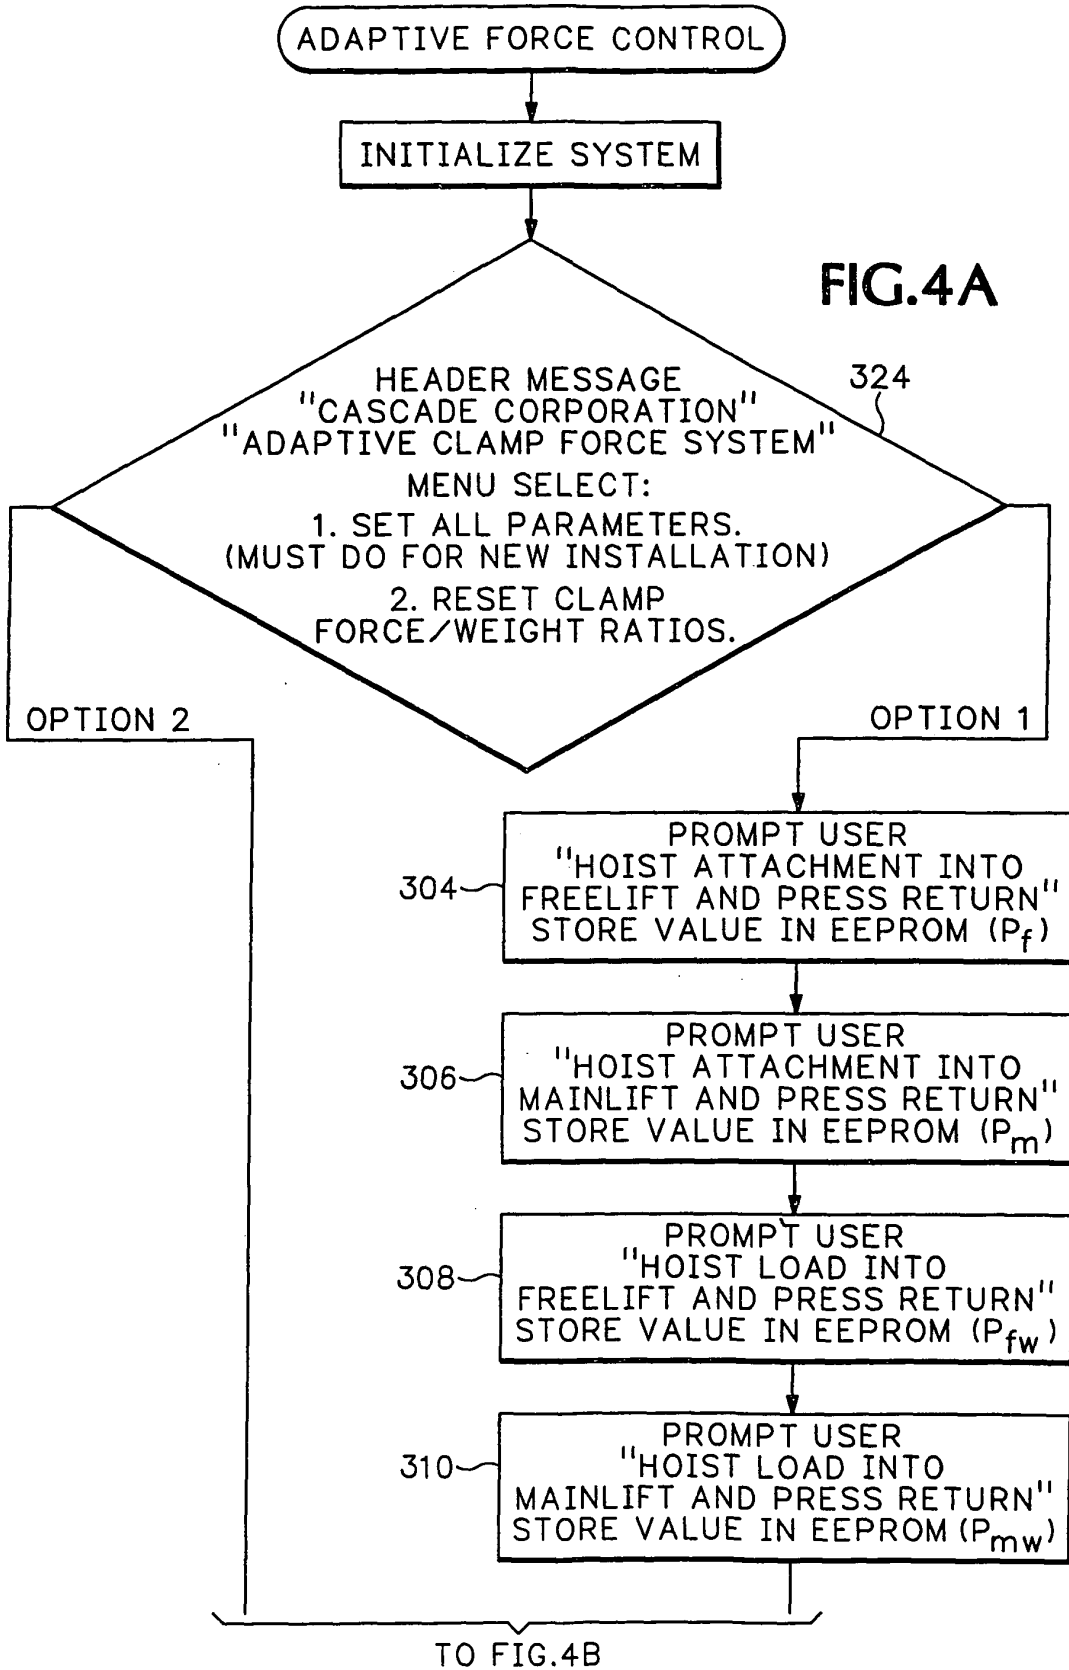 ADAPTIVE FORCE CONTROL
INITIALIZE SYSTEM
FIG.4A
324
HEADER MESSAGE
"CASCADE CORPORATION"
"ADAPTIVE CLAMP FORCE SYSTEM"
MENU SELECT:
1. SET ALL PARAMETERS.
(MUST DO FOR NEW INSTALLATION)
2. RESET CLAMP
FORCE/WEIGHT RATIOS.
OPTION 2
OPTION 1
304
PROMPT USER
"HOIST ATTACHMENT INTO
FREELIFT AND PRESS RETURN"
STORE VALUE IN EEPROM (Pf)
306
PROMPT USER
"HOIST ATTACHMENT INTO
MAINLIFT AND PRESS RETURN"
STORE VALUE IN EEPROM (Pm)
308
PROMPT USER
"HOIST LOAD INTO
FREELIFT AND PRESS RETURN"
STORE VALUE IN EEPROM (Pfw)
310
PROMPT USER
"HOIST LOAD INTO
MAINLIFT AND PRESS RETURN"
STORE VALUE IN EEPROM (Pmw)
TO FIG.4B